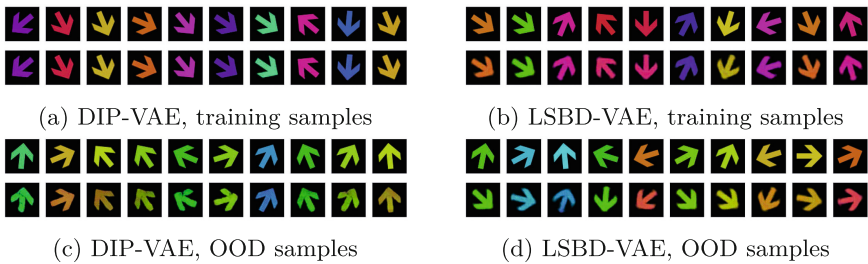 (a) DIP-VAE, training samples
(b) LSBD-VAE, training samples
(c) DIP-VAE, OOD samples
(d) LSBD-VAE, OOD samples